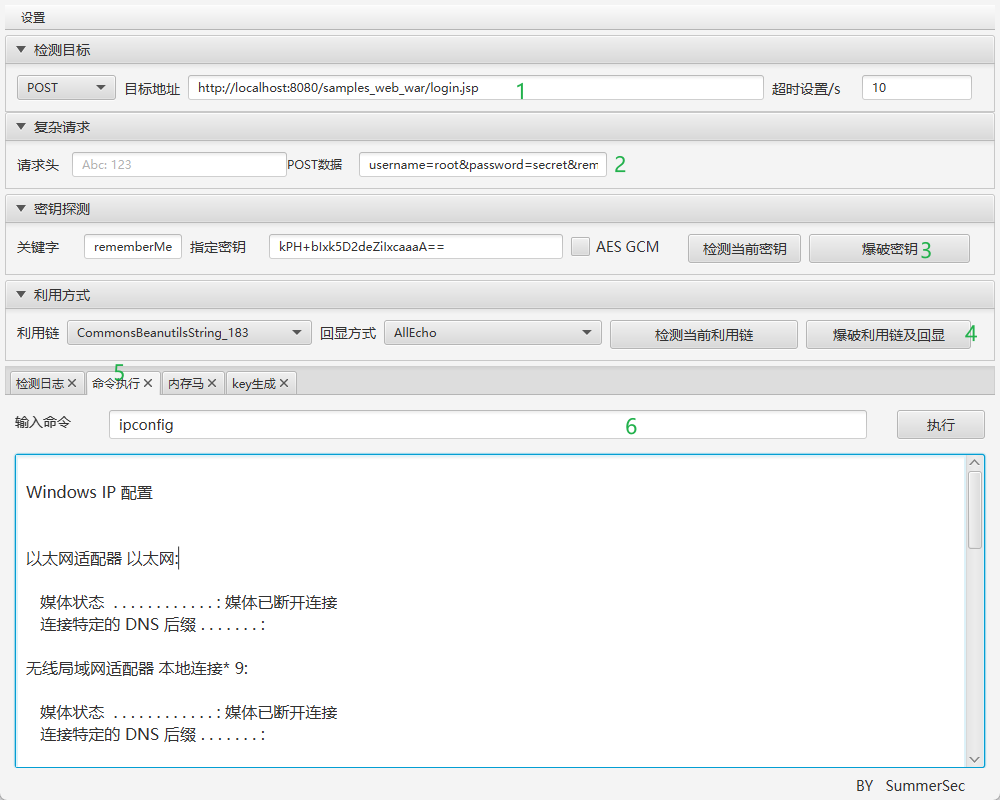 设置
检测目标
POST 目标地址 http://localhost:8080/samples_web_war/login.jsp 1 超时设置/s 10
复杂请求
请求头 Abc: 123 POST数据 username=root&password=secret&rem 2
密钥探测
关键字 rememberMe 指定密钥 kPH+bIxk5D2deZiIxcaaaA== AES GCM 检测当前密钥 爆破密钥 3
利用方式
利用链 CommonsBeanutilsString_183 回显方式 AllEcho 检测当前利用链 爆破利用链及回显 4
检测日志 命令执行 5 内存马 key生成
输入命令 ipconfig 6 执行
Windows IP 配置
以太网适配器 以太网:
媒体状态 . . . . . . . . . . . . : 媒体已断开连接
连接特定的 DNS 后缀 . . . . . . . :
无线局域网适配器 本地连接* 9:
媒体状态 . . . . . . . . . . . . : 媒体已断开连接
连接特定的 DNS 后缀 . . . . . . . :
BY SummerSec